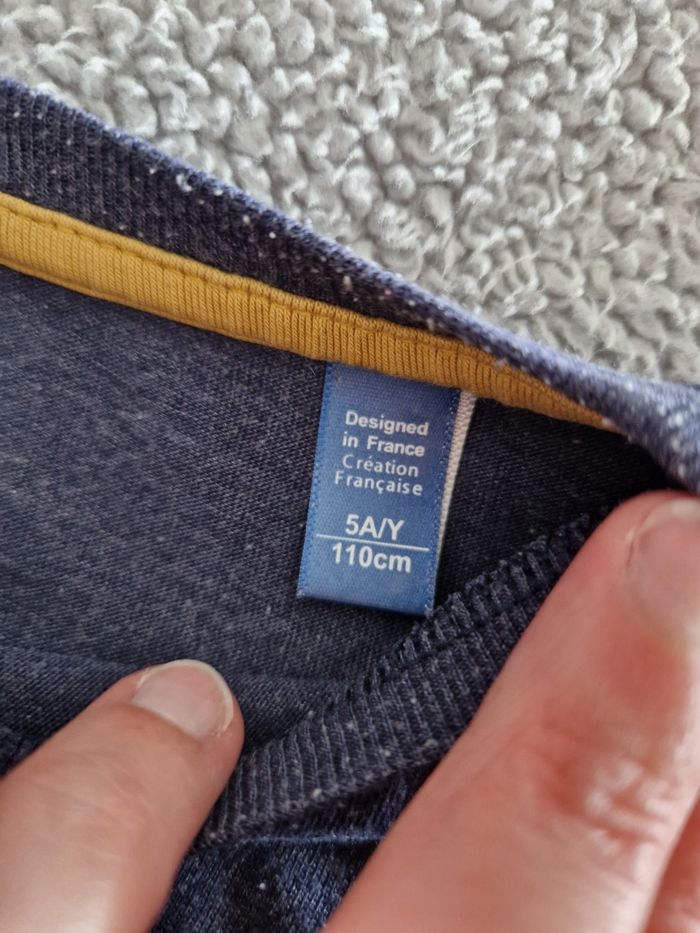 Designed
in France
Création
Française
5A/Y
110cm